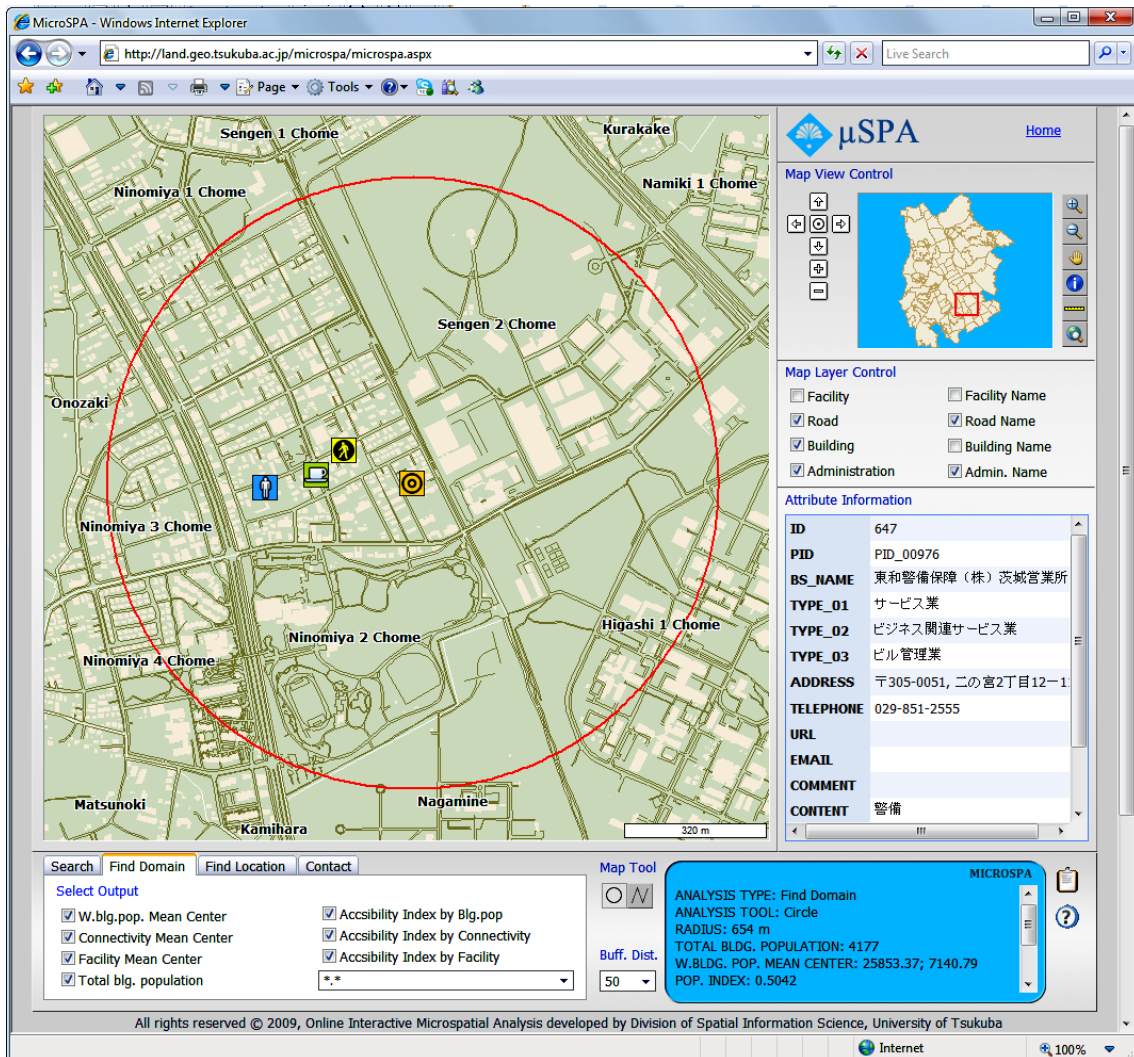 MicroSPA - Windows Internet Explorer
http://land.geo.tsukuba.ac.jp/microspa/microspa.aspx
Live Search
Page
Tools
Sengen 1 Chome
Kurakake
Ninomiya 1 Chome
Namiki 1 Chome
Sengen 2 Chome
Onozaki
Ninomiya 3 Chome
Ninomiya 2 Chome
Higashi 1 Chome
Ninomiya 4 Chome
Matsunoki
Nagamine
Kamihara
320 m
μSPA
Home
Map View Control
Map Layer Control
Facility
Facility Name
Road
Road Name
Building
Building Name
Administration
Admin. Name
Attribute Information
ID 647
PID PID_00976
BS_NAME 東和警備保障（株）茨城営業所
TYPE_01 サービス業
TYPE_02 ビジネス関連サービス業
TYPE_03 ビル管理業
ADDRESS 〒305-0051, 二の宮2丁目12ー1
TELEPHONE 029-851-2555
URL
EMAIL
COMMENT
CONTENT 警備
Search
Find Domain
Find Location
Contact
Select Output
W.blg.pop. Mean Center
Connectivity Mean Center
Facility Mean Center
Total blg. population
Accsibility Index by Blg.pop
Accsibility Index by Connectivity
Accsibility Index by Facility
*.*
Map Tool
Buff. Dist.
50
MICROSPA
ANALYSIS TYPE: Find Domain
ANALYSIS TOOL: Circle
RADIUS: 654 m
TOTAL BLDG. POPULATION: 4177
W.BLDG. POP. MEAN CENTER: 25853.37; 7140.79
POP. INDEX: 0.5042
All rights reserved © 2009, Online Interactive Microspatial Analysis developed by Division of Spatial Information Science, University of Tsukuba
Internet
100%